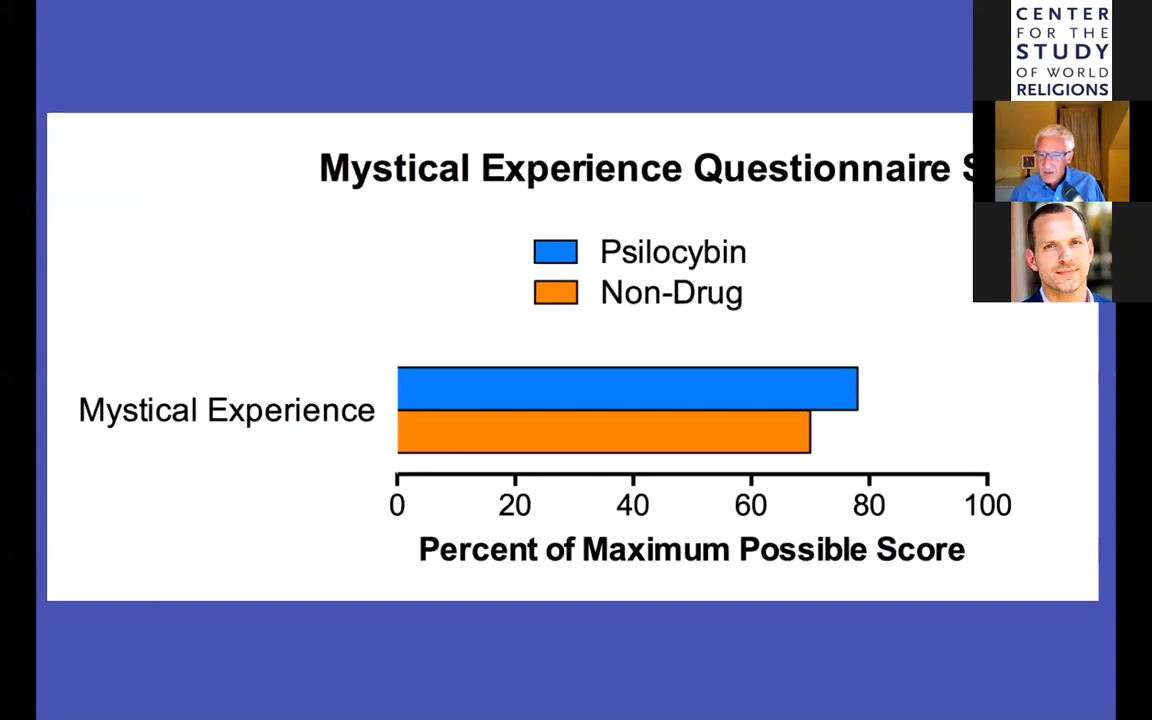 CENTER
FOR THE
STUDY
OF WORLD
RELIGIONS
Mystical Experience Questionnaire
Psilocybin
Non-Drug
Mystical Experience
0 20 40 60 80 100
Percent of Maximum Possible Score